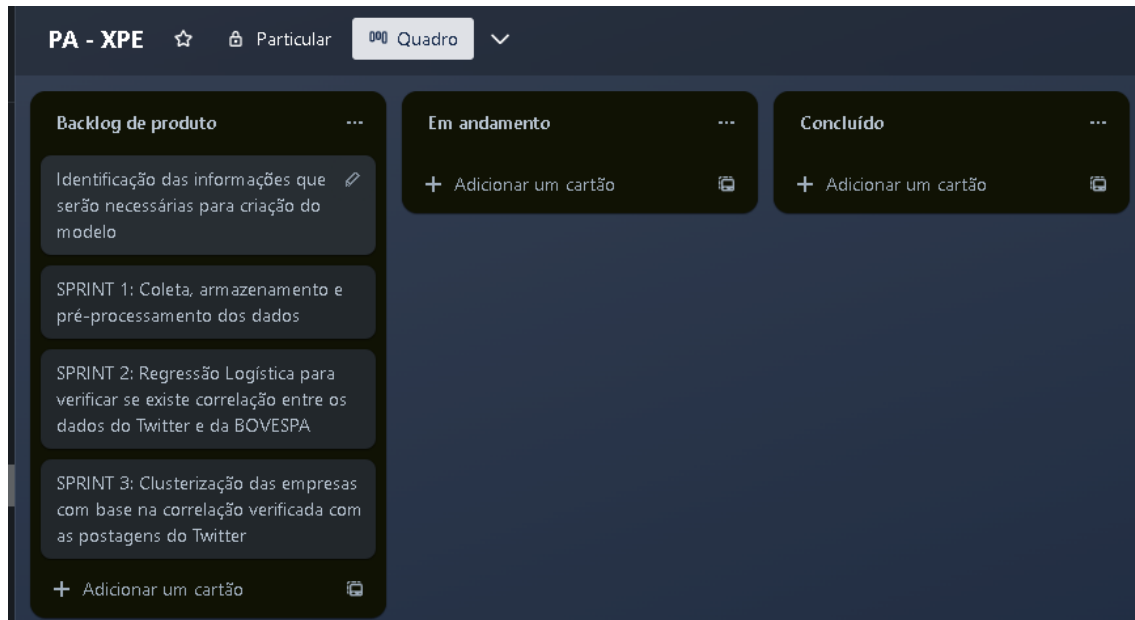 PA - XPE
Particular
Quadro
Backlog de produto
Identificação das informações que
serão necessárias para criação do
modelo
SPRINT 1: Coleta, armazenamento e
pré-processamento dos dados
SPRINT 2: Regressão Logística para
verificar se existe correlação entre os
dados do Twitter e da BOVESPA
SPRINT 3: Clusterização das empresas
com base na correlação verificada com
as postagens do Twitter
+ Adicionar um cartão
Em andamento
+ Adicionar um cartão
Concluído
+ Adicionar um cartão